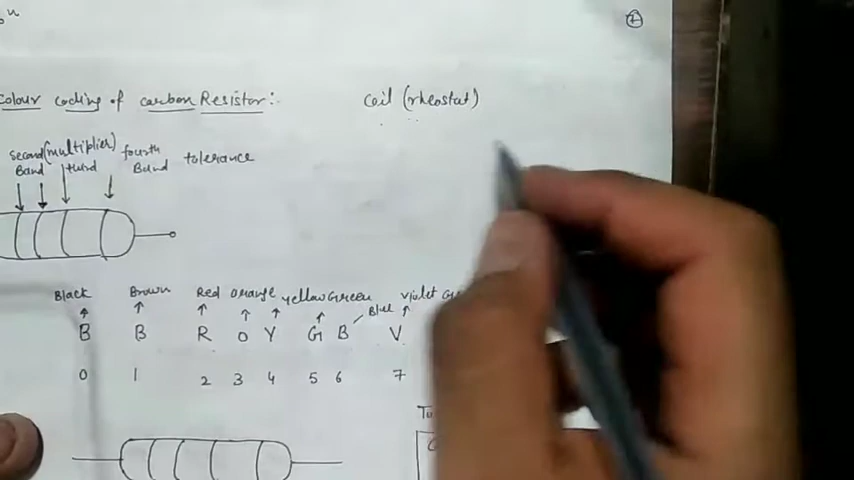 Colour coding of carbon Resistor:-
coil (rheostat)
second (multiplier) fourth tolerance
Band third Band
Black Brown Red Orange Yellow Green Blue Violet
B B R O Y G B V
0 1 2 3 4 5 6 7